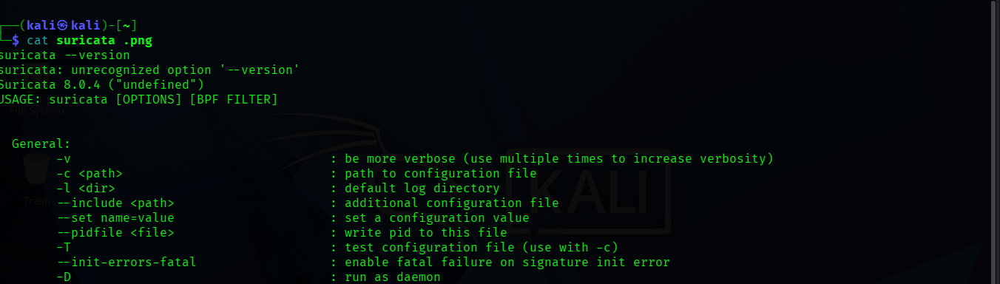 ┌──(kali㉿kali)-[~]
└─$ cat suricata .png
suricata --version
suricata: unrecognized option '--version'
Suricata 8.0.4 ("undefined")
USAGE: suricata [OPTIONS] [BPF FILTER]
File System
General:
-v : be more verbose (use multiple times to increase verbosity)
-c <path> : path to configuration file
-l <dir> : default log directory
Trash
KALI
--include <path> : additional configuration file
--set name=value : set a configuration value
--pidfile <file> : write pid to this file
-T : test configuration file (use with -c)
--init-errors-fatal : enable fatal failure on signature init error
-D : run as daemon